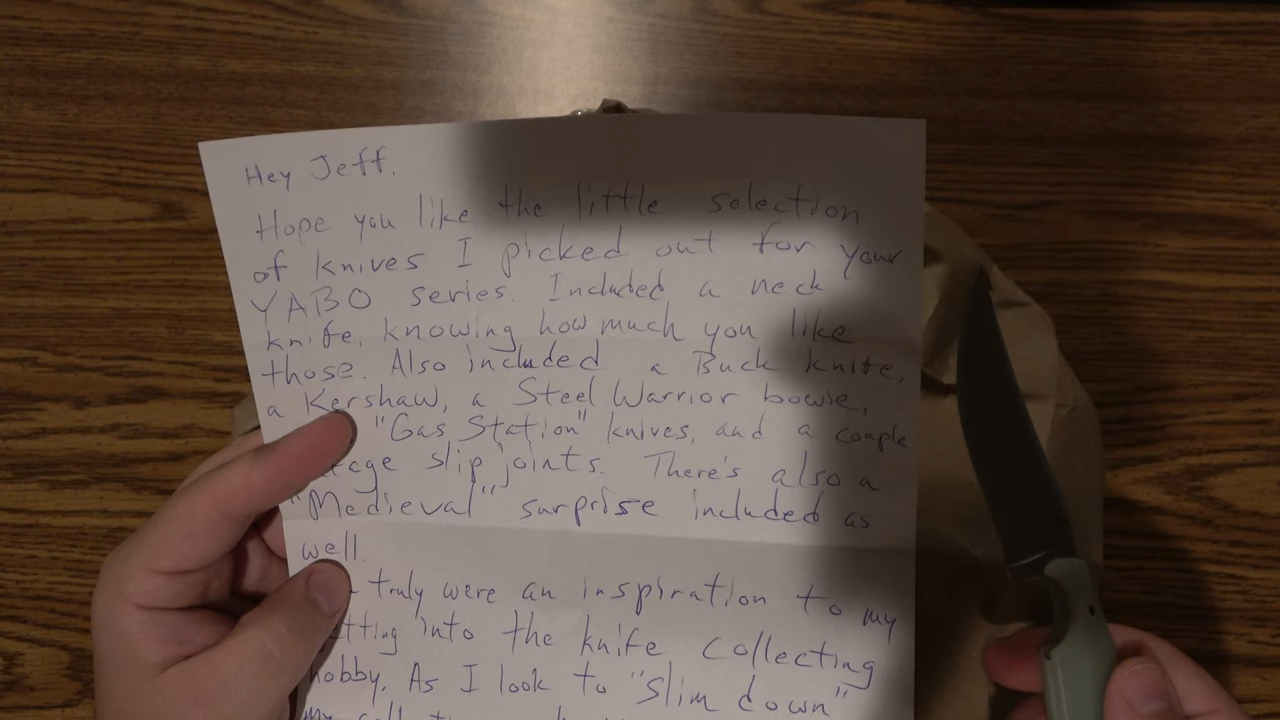 Hey Jeff.
Hope you like the little selection
of knives I picked out for your
YABO series. Included a neck
knife, knowing how much you like
those. Also included a Buck knife,
a Kershaw, a Steel Warrior bowie,
"Gas Station" knives, and a couple
slip joints. There's also a
"Medieval" surprise included as
well.
truly were an inspiration to my
into the knife collecting
hobby. As I look to "Slim down"